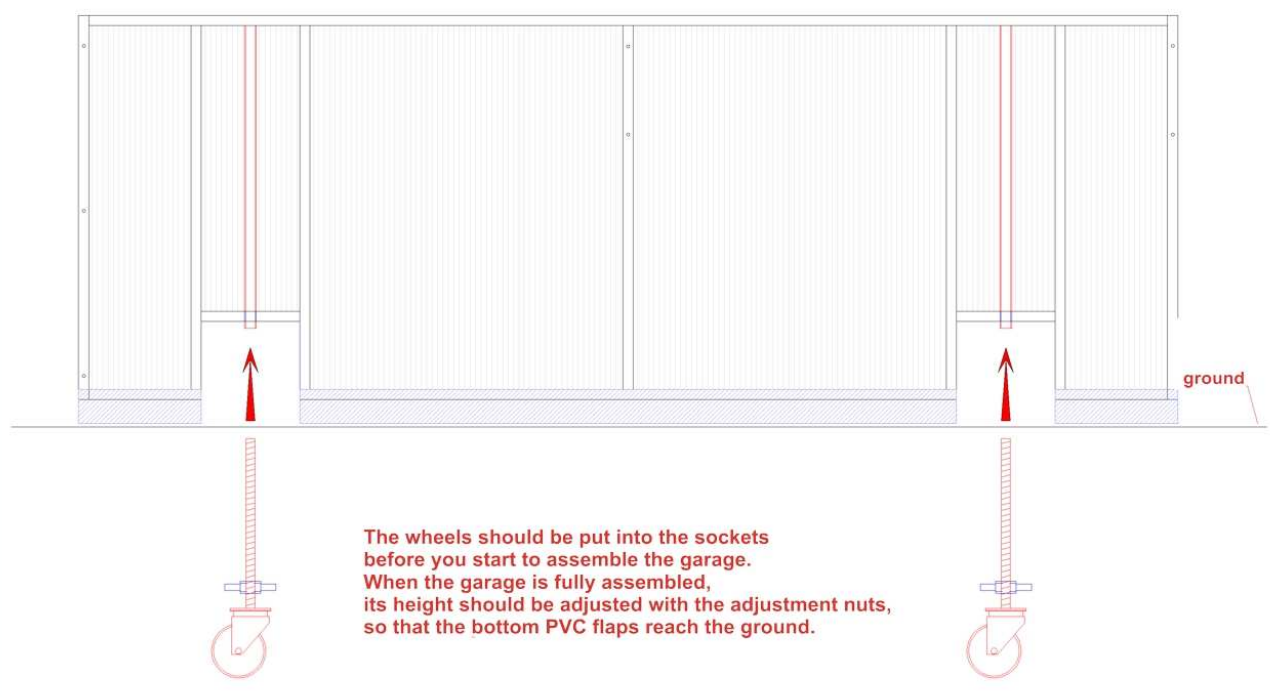 ground
The wheels should be put into the sockets
before you start to assemble the garage.
When the garage is fully assembled,
its height should be adjusted with the adjustment nuts,
so that the bottom PVC flaps reach the ground.